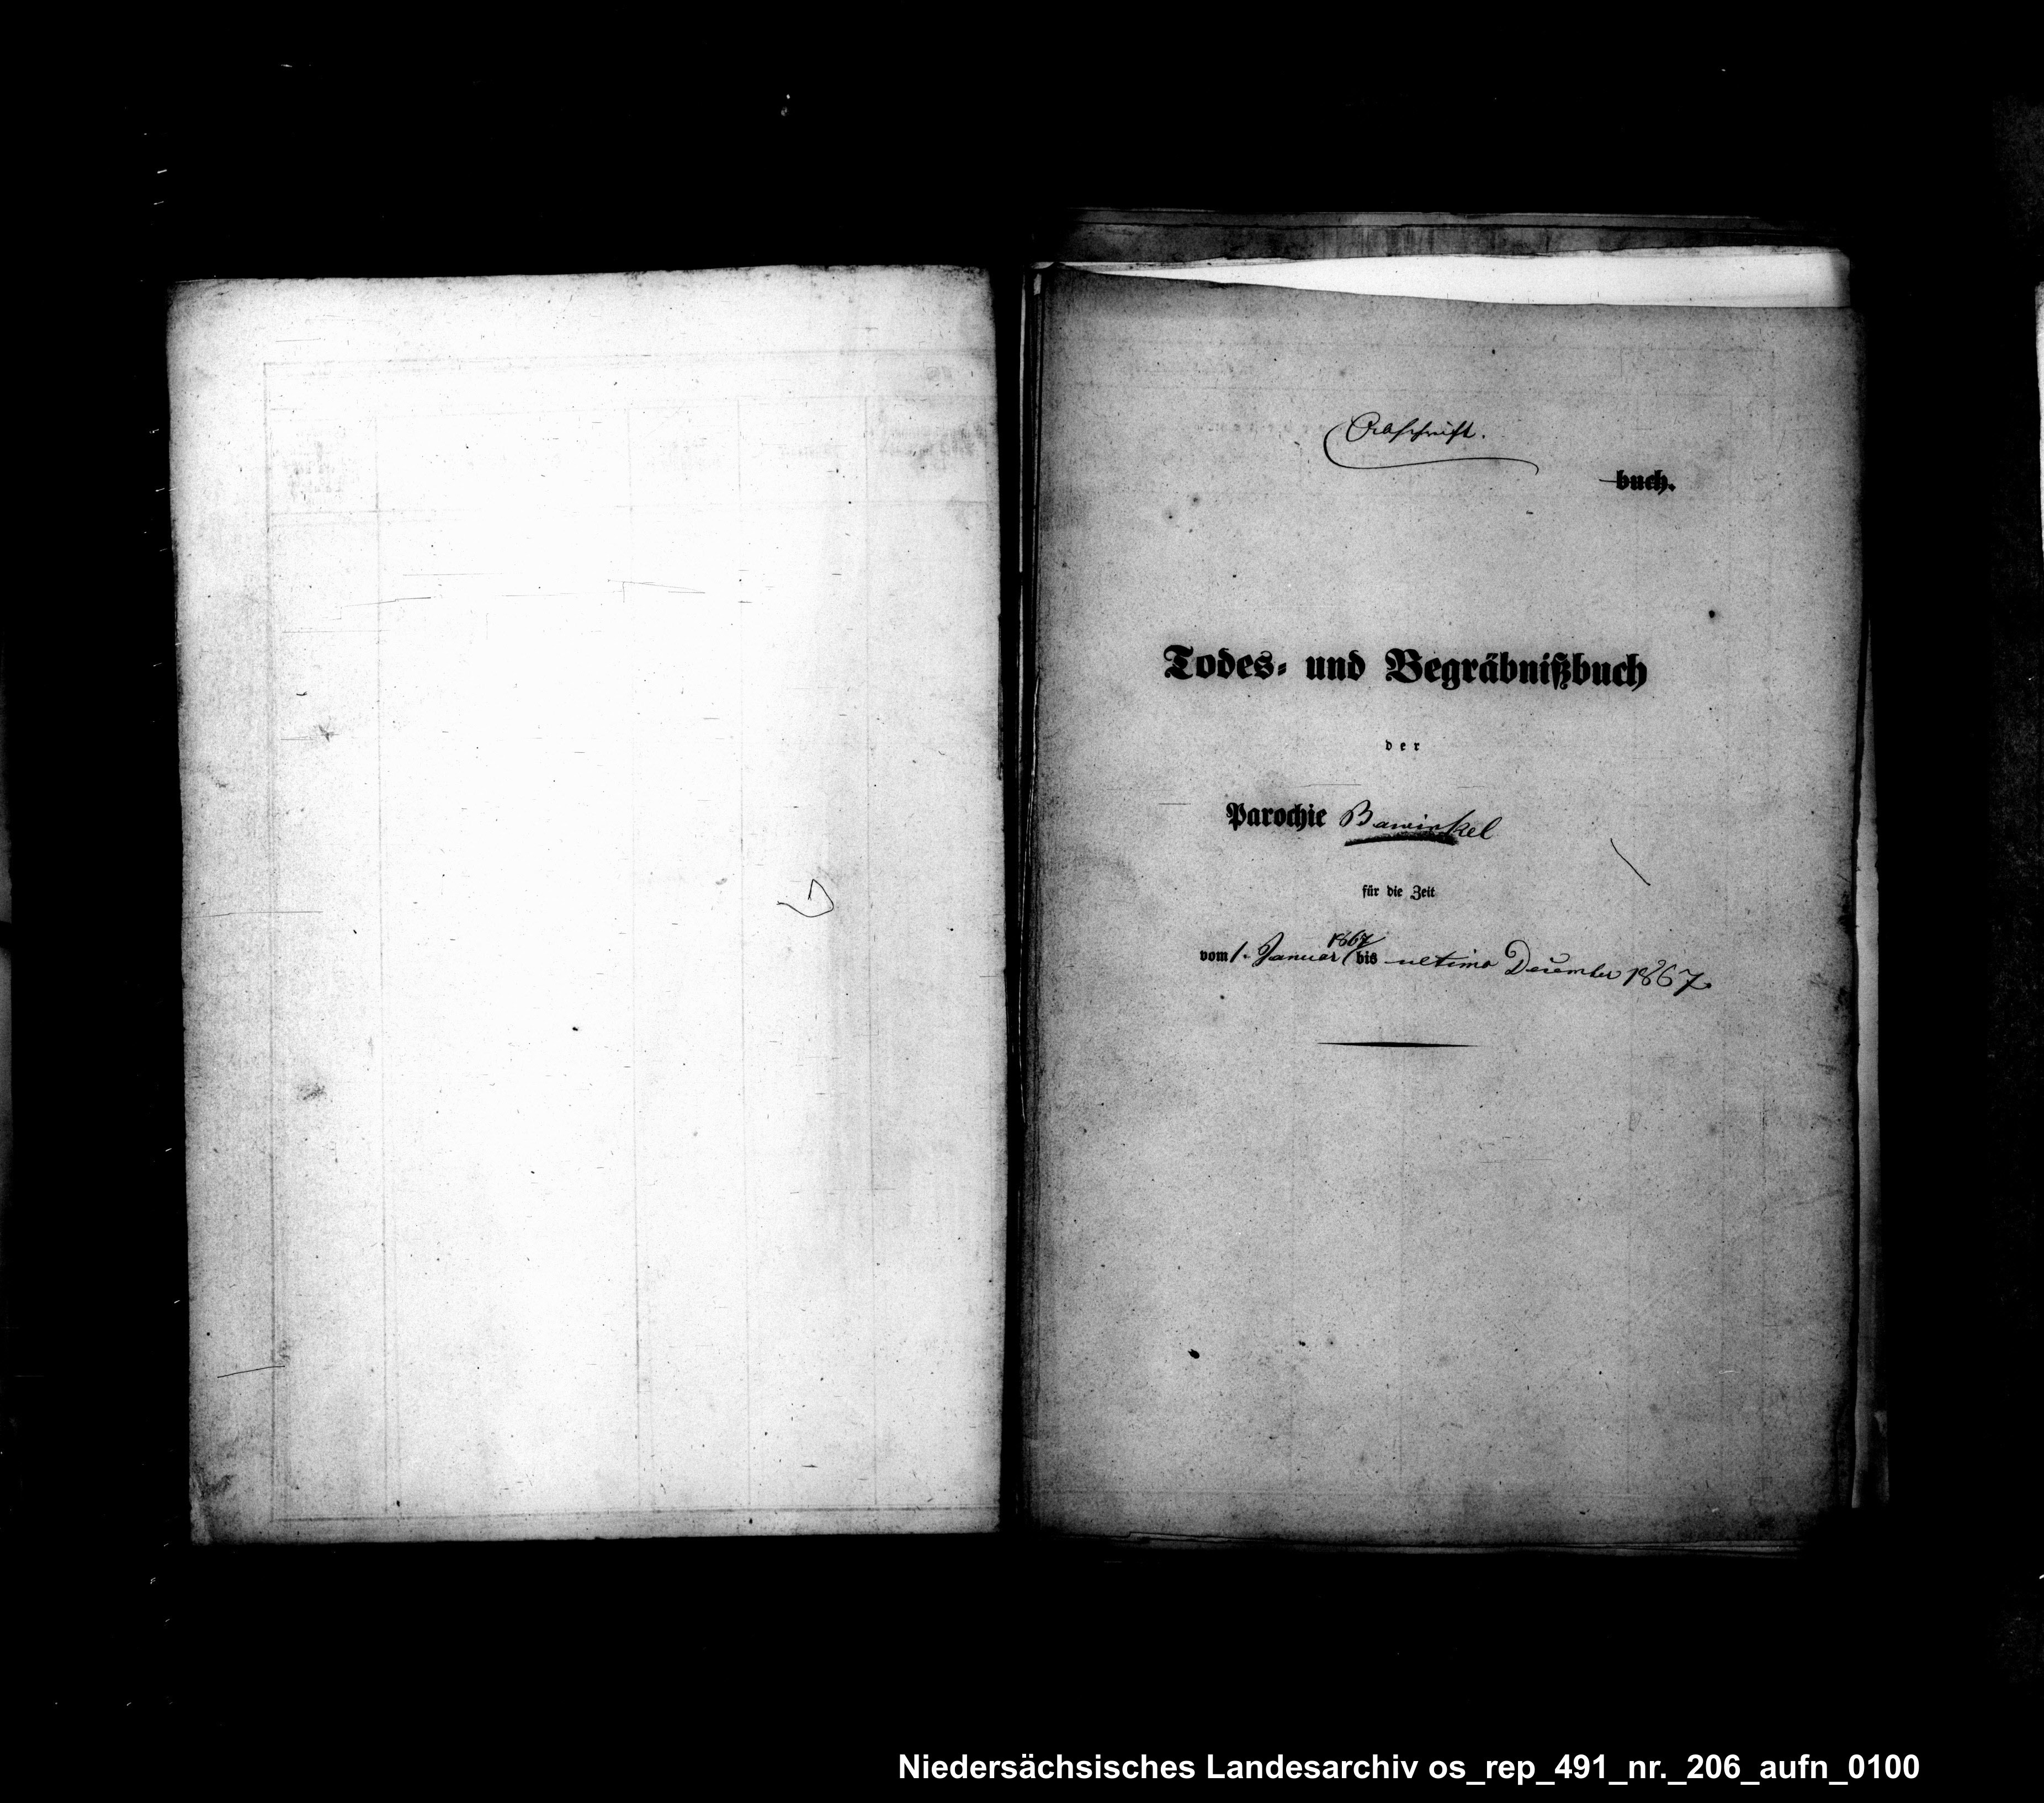 Abschrift.
buch.
Todes- und Begräbnißbuch
der
Parochie Bawinkel
für die Zeit
vom 1. Januar 1867 bis ultimo December 1867.
Niedersächsisches Landesarchiv os_rep_491_nr._206_aufn_0100